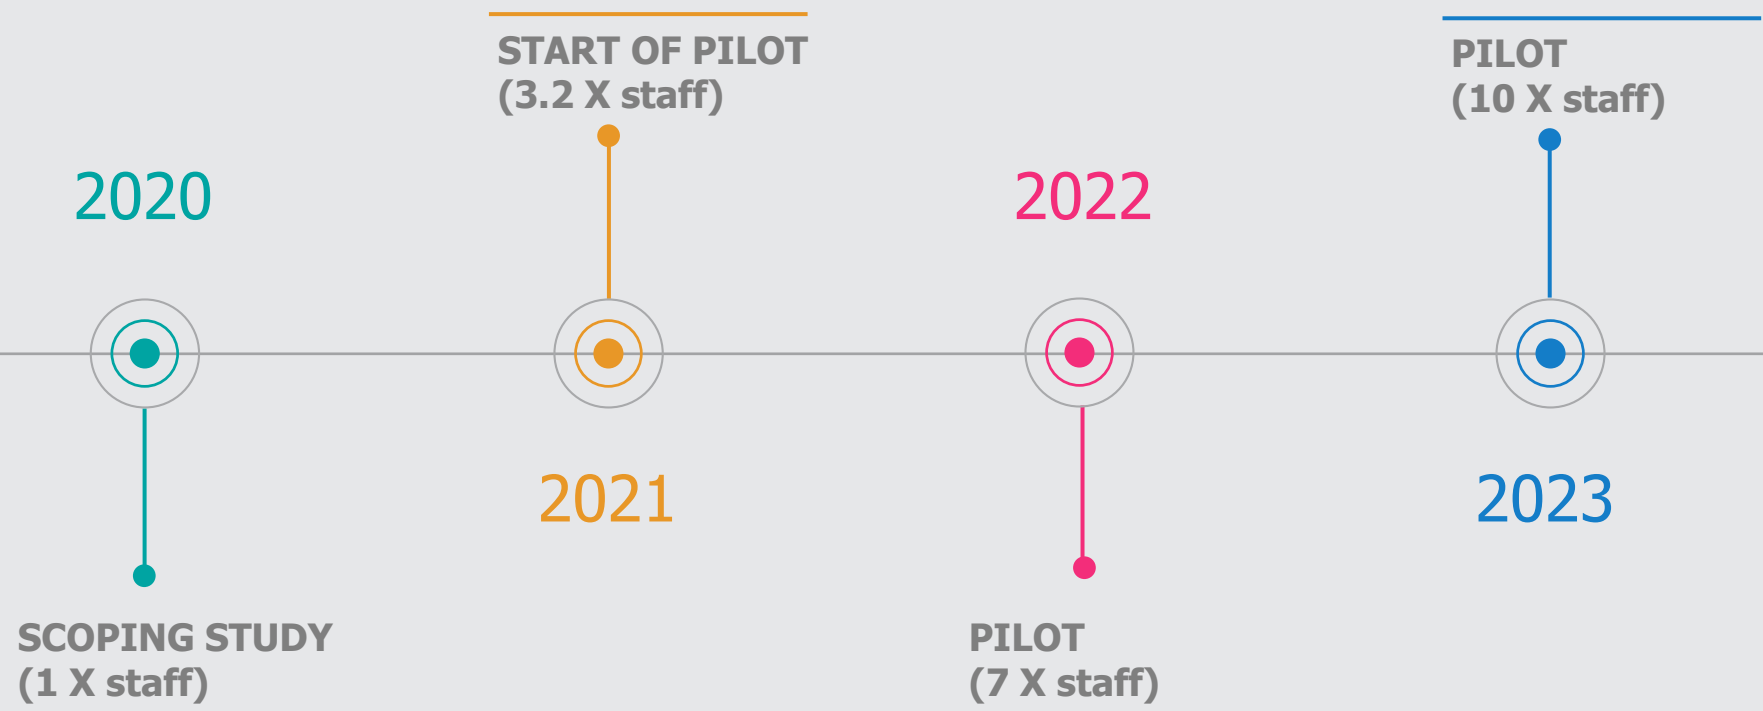 START OF PILOT
(3.2 X staff)
PILOT
(10 X staff)
2020
2022
2021
2023
SCOPING STUDY
(1 X staff)
PILOT
(7 X staff)